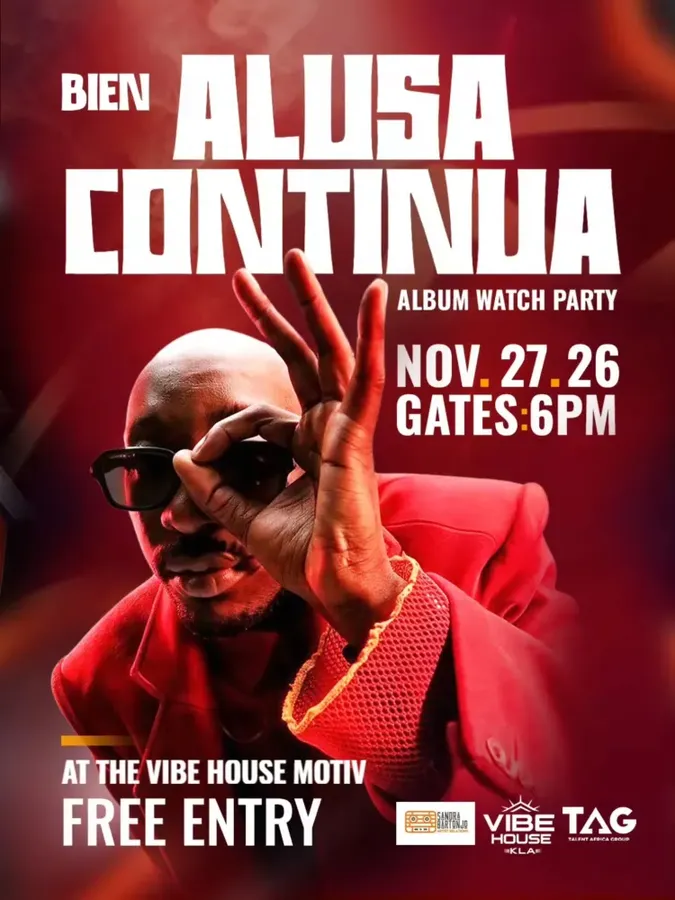 BIEN
ALUSA
CONTINUA
ALBUM WATCH PARTY
NOV. 27. 26
GATES:6PM
AT THE VIBE HOUSE MOTIV
FREE ENTRY
SANDRA
BARYONJO
VIBE
HOUSE
KLA
TAG
TALENT AFRICA GROUP